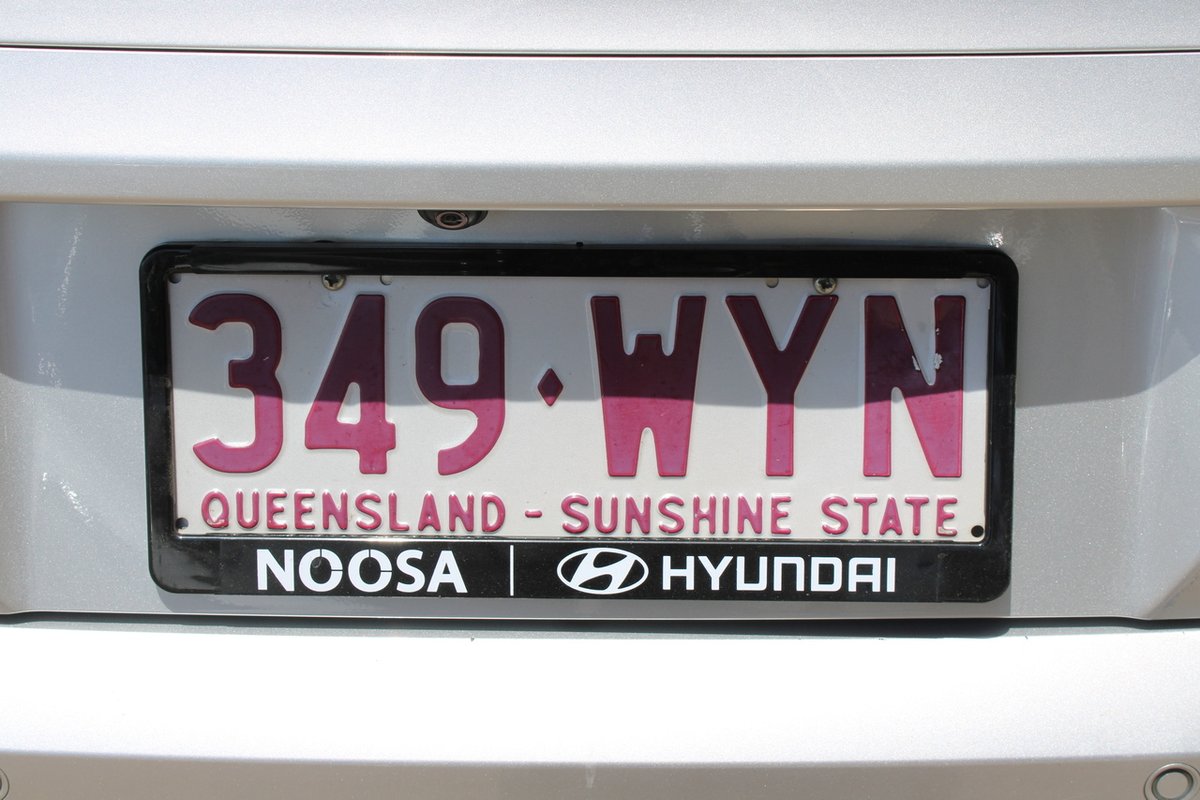 349♦WYN
QUEENSLAND - SUNSHINE STATE
NOOSA | HYUNDAI